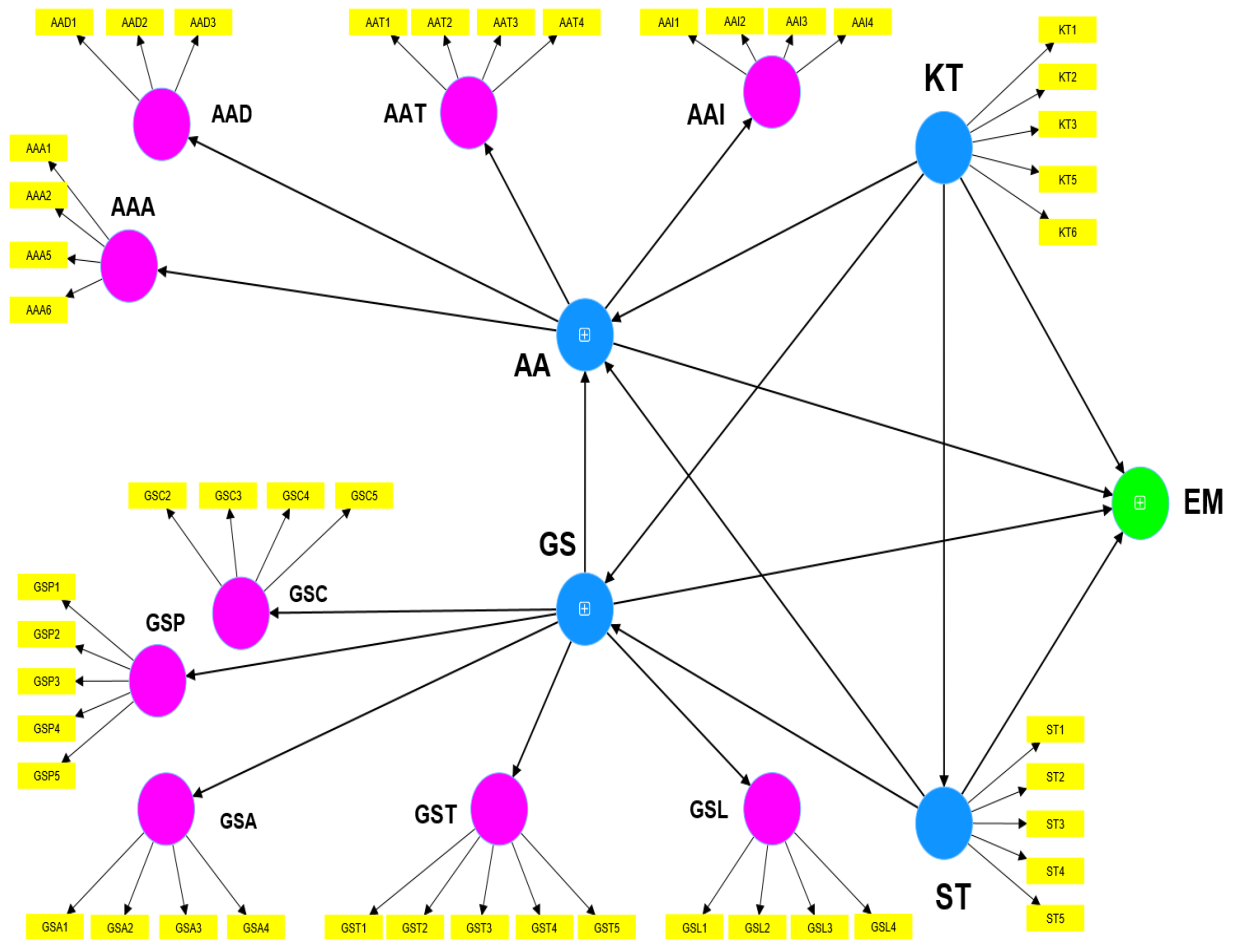 AAD1 AAD2 AAD3 AAT1 AAT2 AAT3 AAT4 AAI1 AAI2 AAI3 AAI4
KT1
KT KT2
AAD AAT AAI KT3
AAA1
KT5
AAA2 AAA
KT6
AAA5
AAA6
AA
GSC2 GSC3 GSC4 GSC5 EM
GS
GSP1 GSC
GSP2 GSP
GSP3
GSP4 ST1
GSP5 ST2
GSA GST GSL ST3
ST4
ST
GSA1 GSA2 GSA3 GSA4 GST1 GST2 GST3 GST4 GST5 GSL1 GSL2 GSL3 GSL4 ST5